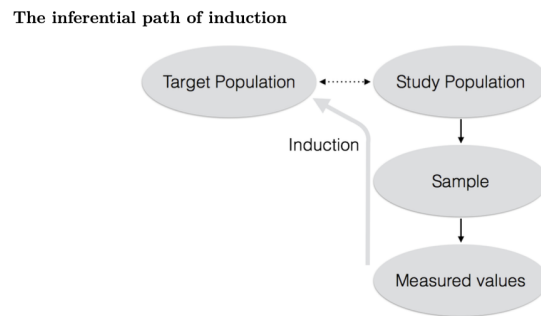 The inferential path of induction
Target Population
Study Population
Induction
Sample
Measured values